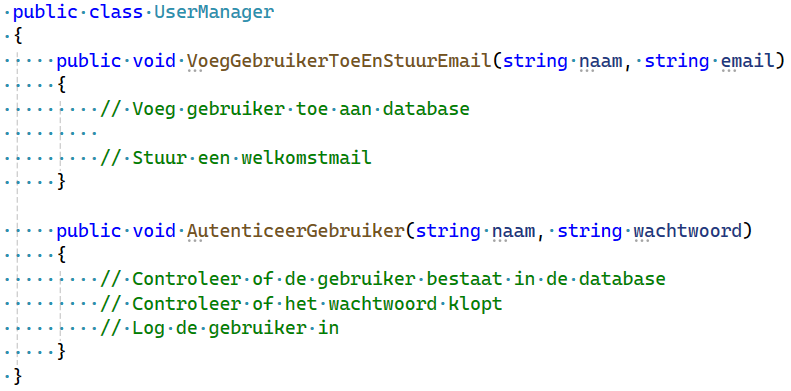 public class UserManager
{
public void VoegGebruikerToeEnStuurEmail(string naam, string email)
{
// Voeg gebruiker toe aan database
// Stuur een welkomstmail
}
public void AutenticeerGebruiker(string naam, string wachtwoord)
{
// Controleer of de gebruiker bestaat in de database
// Controleer of het wachtwoord klopt
// Log de gebruiker in
}
}